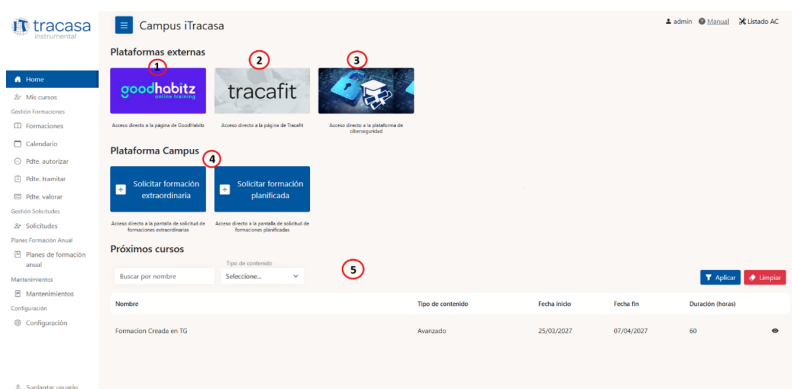 tracasa
instrumental
Campus iTracasa
admin
Manual
Listado AC
Home
Mis cursos
Gestión Formaciones
Formaciones
Calendario
Pdte. autorizar
Pdte. tramitar
Pdte. valorar
Gestión Solicitudes
Solicitudes
Planes Formación Anual
Planes de formación
anual
Mantenimientos
Mantenimientos
Configuración
Configuración
Suplantar usuario
Plataformas externas
1
2
3
goodhabitz
online training
tracafit
Acceso directo a la página de GoodHabitz
Acceso directo a la página de Tracafit
Acceso directo a la plataforma de
ciberseguridad
Plataforma Campus
4
Solicitar formación
extraordinaria
Solicitar formación
planificada
Acceso directo a la pantalla de solicitud de
formaciones extraordinarias
Acceso directo a la pantalla de solicitud de
formaciones planificadas
Próximos cursos
5
Tipo de contenido
Buscar por nombre
Seleccione...
Aplicar
Limpiar
Nombre
Tipo de contenido
Fecha inicio
Fecha fin
Duración (horas)
Formacion Creada en TG
Avanzado
25/02/2027
07/04/2027
60